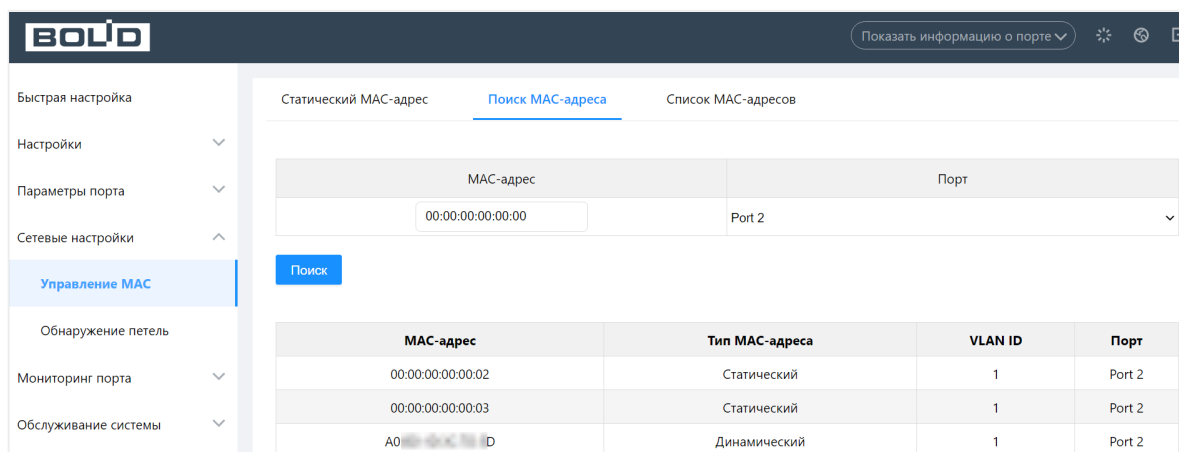 BOLID
Показать информацию о порте
Быстрая настройка
Настройки
Параметры порта
Сетевые настройки
Управление MAC
Обнаружение петель
Мониторинг порта
Обслуживание системы
Статический MAC-адрес Поиск MAC-адреса Список MAC-адресов
MAC-адрес Порт
00:00:00:00:00:00 Port 2
Поиск
MAC-адрес Тип MAC-адреса VLAN ID Порт
00:00:00:00:00:02 Статический 1 Port 2
00:00:00:00:00:03 Статический 1 Port 2
Динамический 1 Port 2